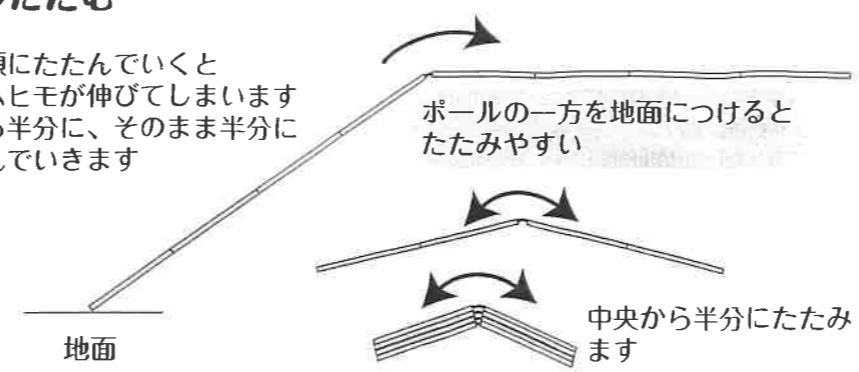 たたむ
順にたたんでいくと
ヒモが伸びてしまいます
半分に、そのまま半分に
でいきます
ポールの一方を地面につけると
たたみやすい
中央から半分にたたみ
ます
地面